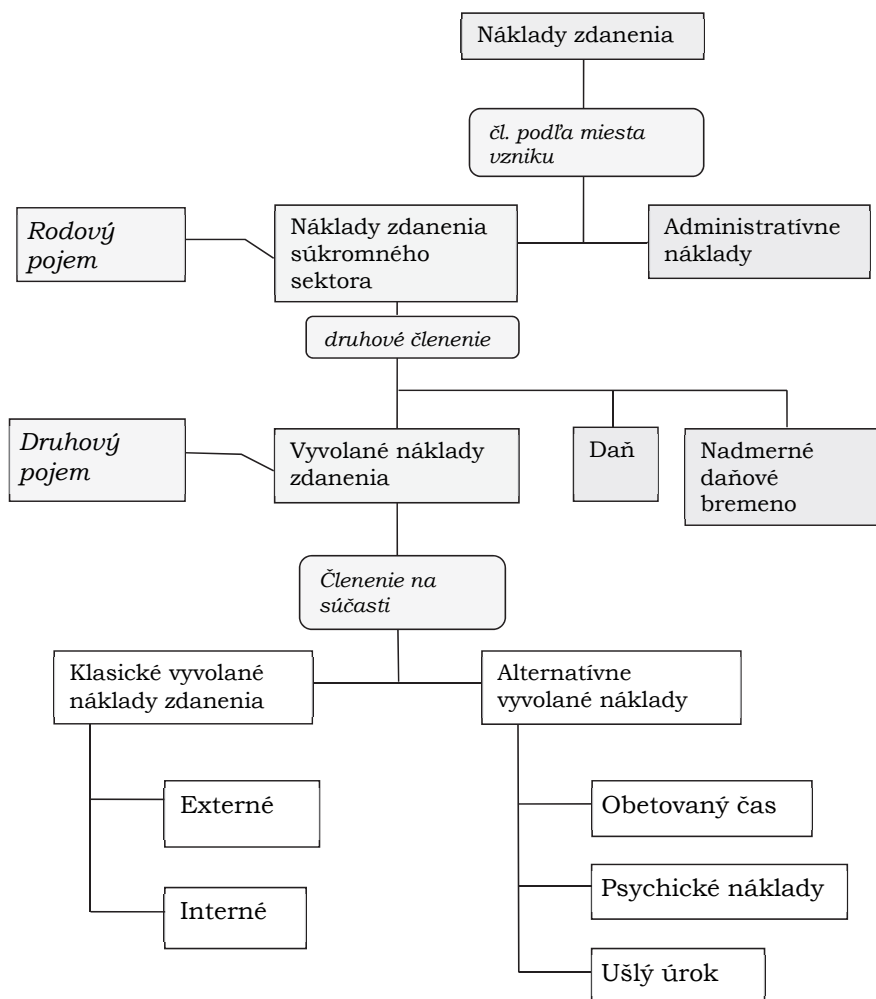 Náklady zdanenia
čl. podľa miesta
vzniku
Rodový
pojem
Náklady zdanenia
súkromného
sektora
Administratívne
náklady
druhové členenie
Druhový
pojem
Vyvolané náklady
zdanenia
Daň
Nadmerné
daňové
bremeno
Členenie na
súčasti
Klasické vyvolané
náklady zdanenia
Alternatívne
vyvolané náklady
Externé
Obetovaný čas
Psychické náklady
Interné
Ušlý úrok